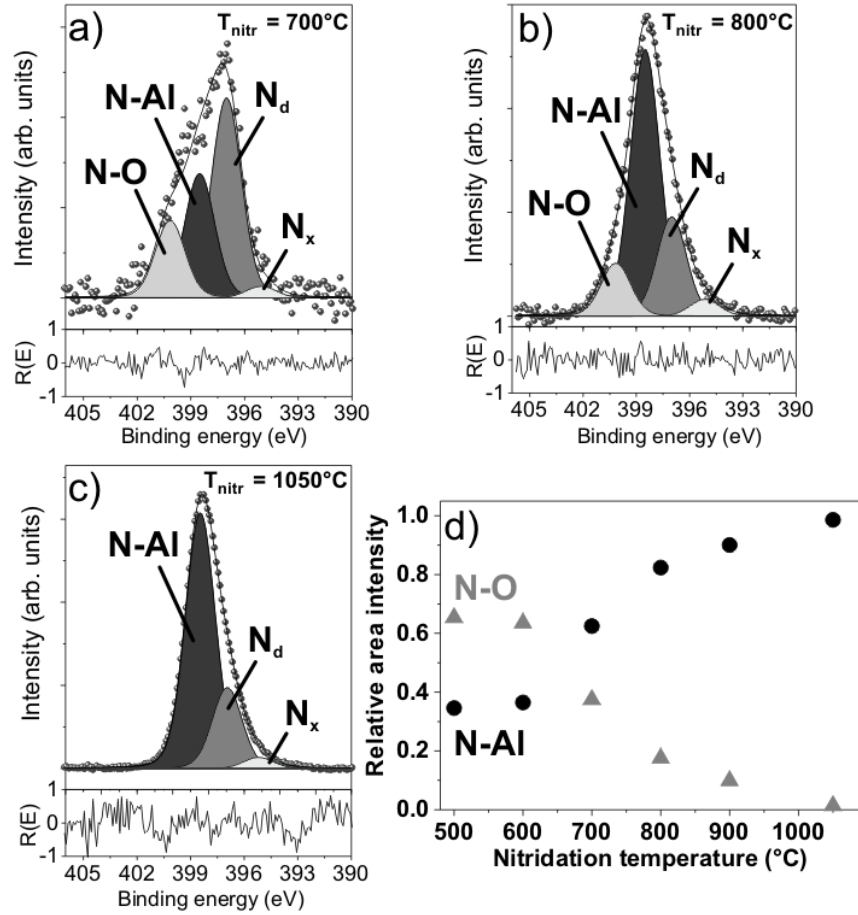 a)
T_nitr = 700°C
N-Al
N_d
N-O
N_x
Intensity (arb. units)
1
0
-1
R(E)
405 402 399 396 393 390
Binding energy (eV)
b)
T_nitr = 800°C
N-Al
N_d
N-O
N_x
Intensity (arb. units)
1
0
-1
R(E)
405 402 399 396 393 390
Binding energy (eV)
c)
T_nitr = 1050°C
N-Al
N_d
N_x
Intensity (arb. units)
1
0
-1
R(E)
405 402 399 396 393 390
Binding energy (eV)
d)
N-O
N-Al
Relative area intensity
1.0
0.8
0.6
0.4
0.2
0.0
500 600 700 800 900 1000
Nitridation temperature (°C)